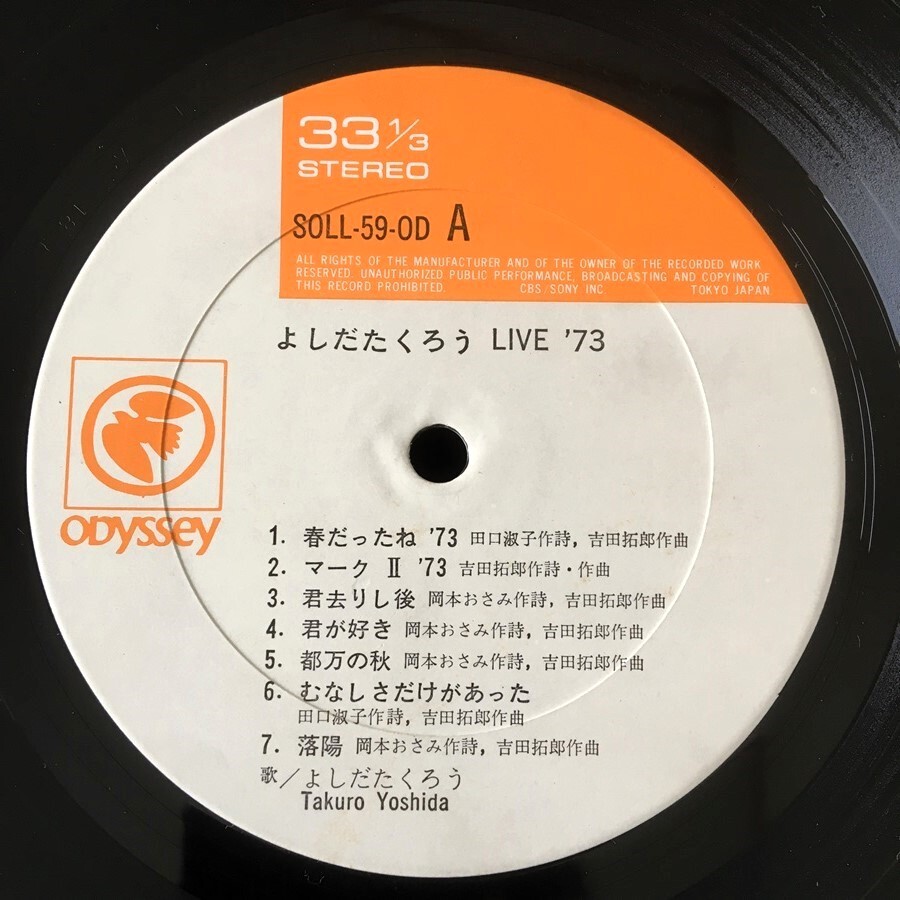 33 1/3
STEREO
SOLL-59-OD A
ALL RIGHTS OF THE MANUFACTURER AND OF THE OWNER OF THE RECORDED WORK
RESERVED. UNAUTHORIZED PUBLIC PERFORMANCE, BROADCASTING AND COPYING OF
THIS RECORD PROHIBITED. CBS/SONY INC. TOKYO JAPAN
よしだたくろう LIVE '73
ODYSSEY
1. 春だったね '73 田口淑子作詩, 吉田拓郎作曲
2. マーク II '73 吉田拓郎作詩・作曲
3. 君去りし後 岡本おさみ作詩, 吉田拓郎作曲
4. 君が好き 岡本おさみ作詩, 吉田拓郎作曲
5. 都万の秋 岡本おさみ作詩, 吉田拓郎作曲
6. むなしさだけがあった
田口淑子作詩, 吉田拓郎作曲
7. 落陽 岡本おさみ作詩, 吉田拓郎作曲
歌/よしだたくろう
Takuro Yoshida